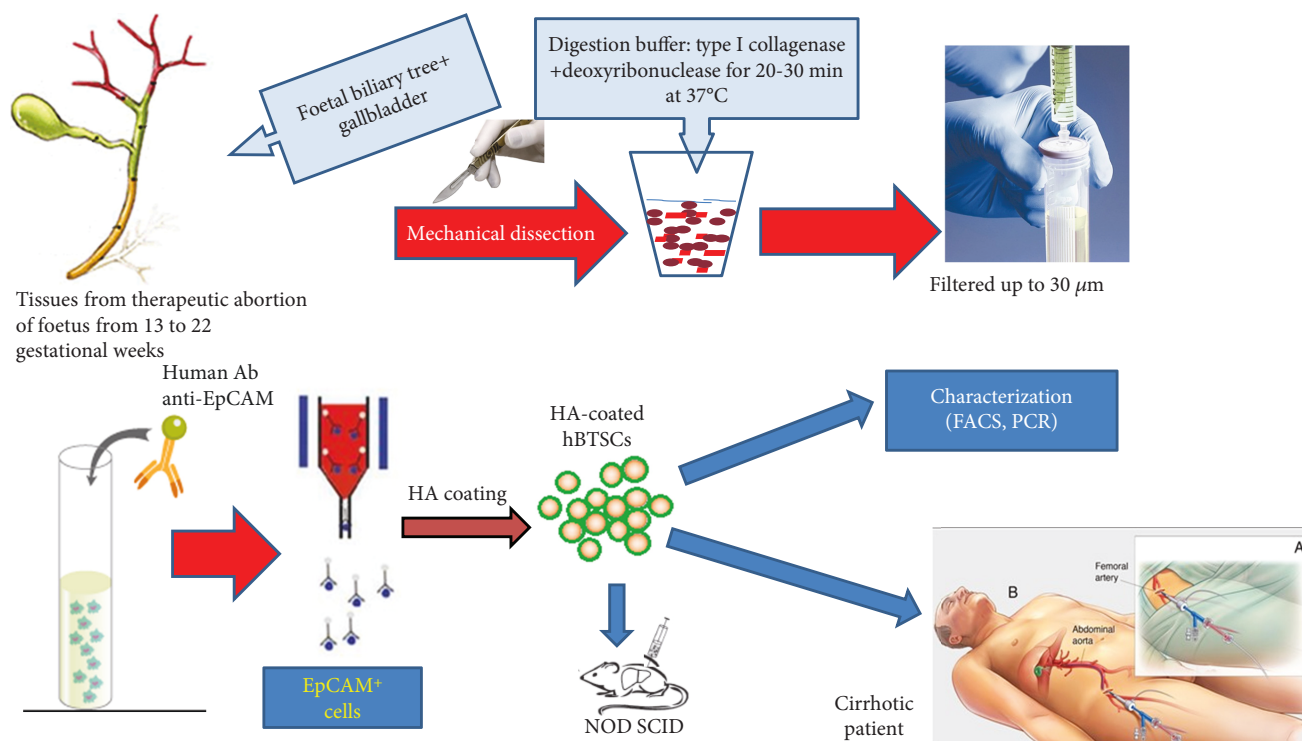 Foetal biliary tree+
gallbladder
Digestion buffer: type I collagenase
+deoxyribonuclease for 20-30 min
at 37°C
Mechanical dissection
Filtered up to 30 μm
Tissues from therapeutic abortion
of foetus from 13 to 22
gestational weeks
Human Ab
anti-EpCAM
EpCAM+
cells
HA coating
HA-coated
hBTSCs
NOD SCID
Characterization
(FACS, PCR)
Cirrhotic
patient
A
Femoral
artery
B
Abdominal
aorta